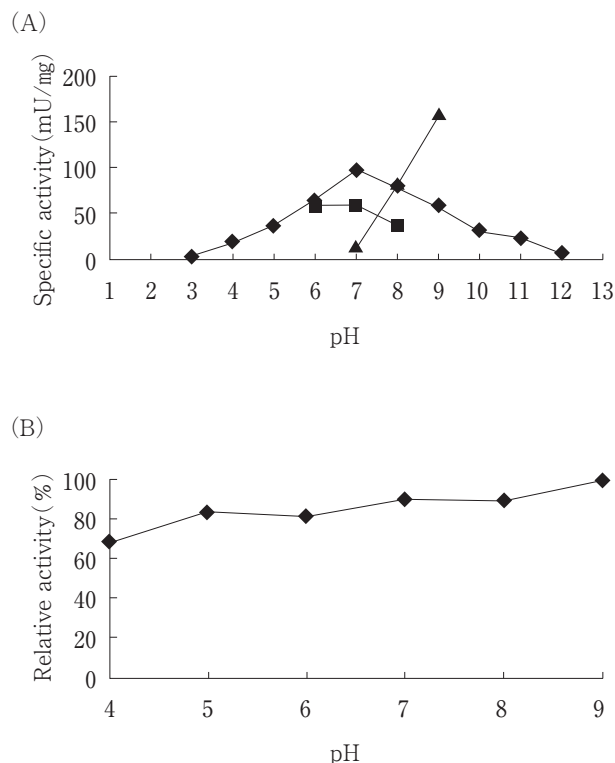 (A)
Specific activity(mU/㎎)
200
150
100
50
0
1 2 3 4 5 6 7 8 9 10 11 12 13
pH
(B)
Relative activity(%)
100
80
60
40
20
0
4 5 6 7 8 9
pH